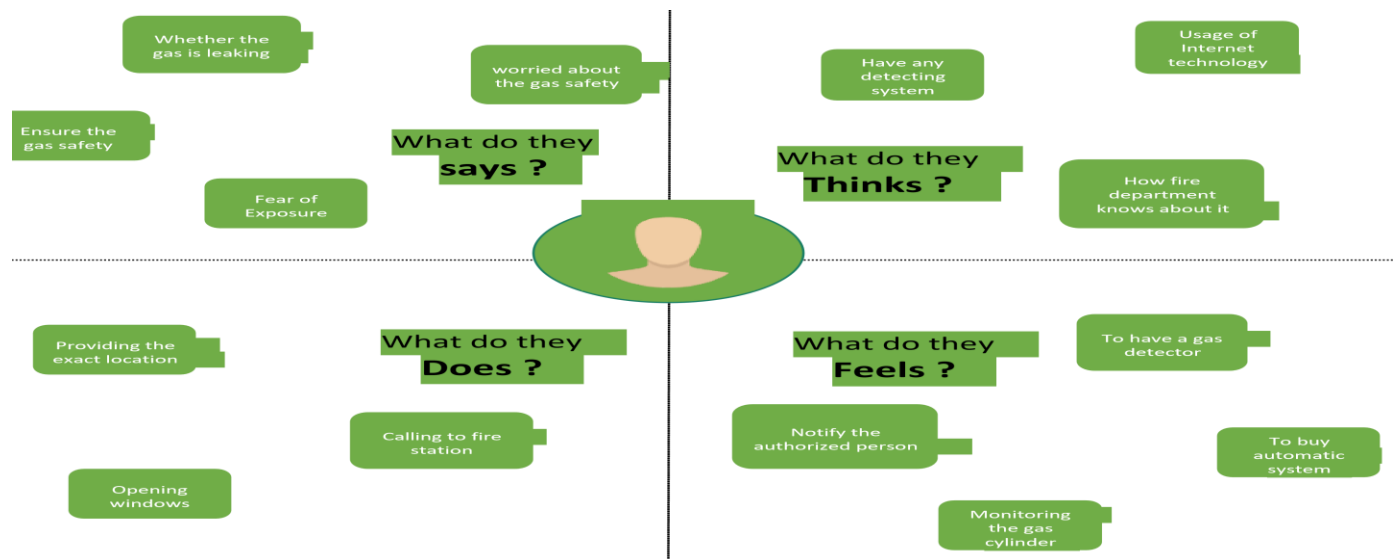 Whether the
gas is leaking
worried about
the gas safety
Ensure the
gas safety
Fear of
Exposure
What do they
says ?
Have any
detecting
system
Usage of
Internet
technology
What do they
Thinks ?
How fire
department
knows about it
Providing the
exact location
What do they
Does ?
Calling to fire
station
Opening
windows
What do they
Feels ?
To have a gas
detector
Notify the
authorized person
To buy
automatic
system
Monitoring
the gas
cylinder